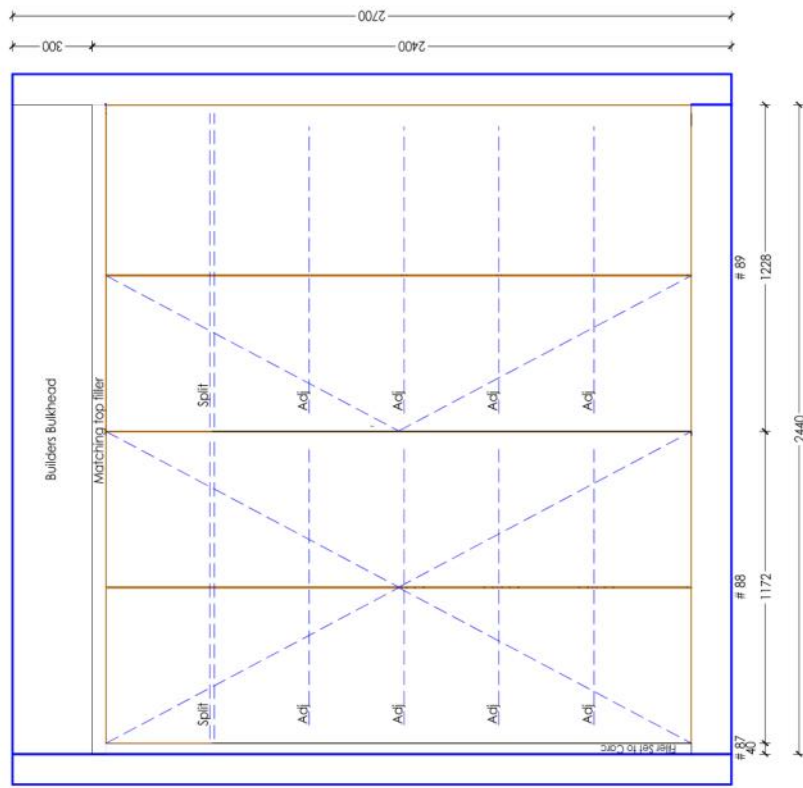 2700
300
2400
Builders Bulkhead
Matching top filler
Split
Adj
Adj
Adj
Adj
Split
Adj
Adj
Adj
Adj
Filler Set to Carc
# 89
1228
# 88
1172
# 87
40
2440